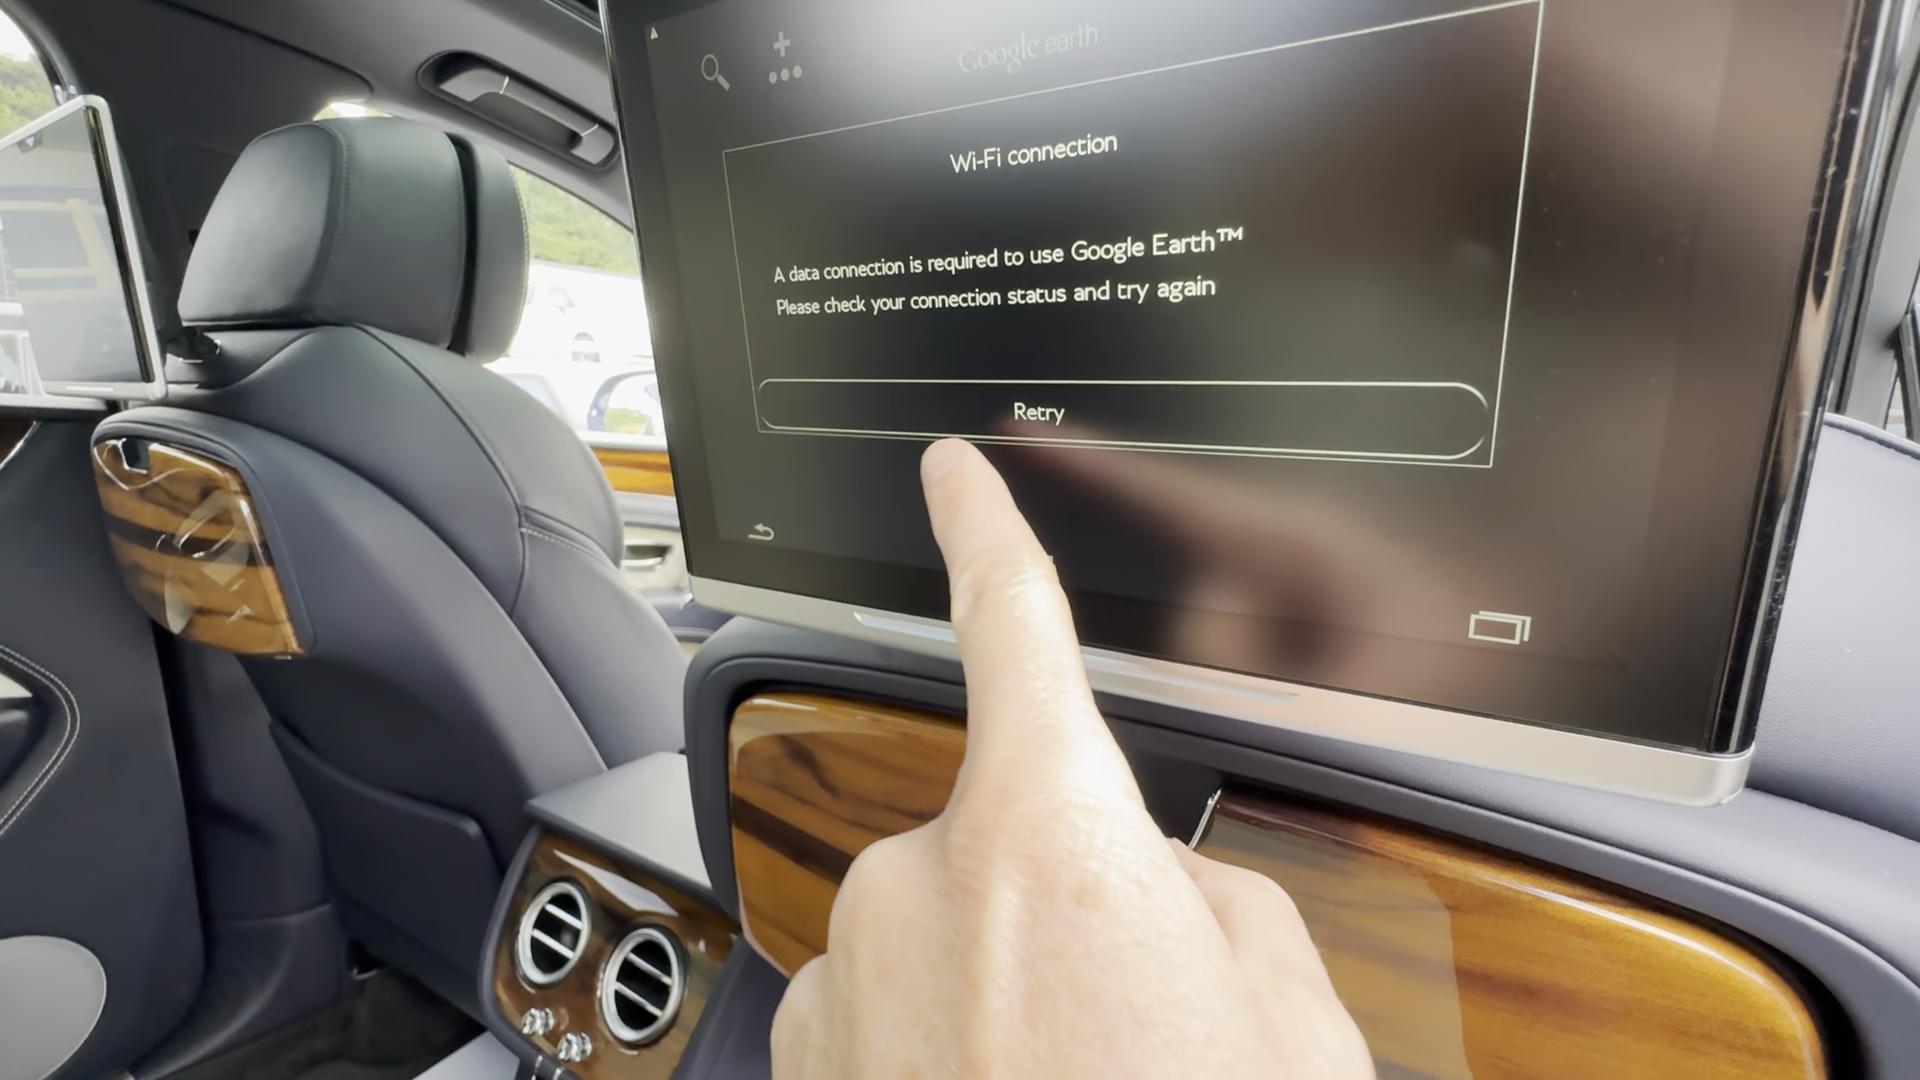 Google earth
Wi-Fi connection
A data connection is required to use Google Earth™
Please check your connection status and try again
Retry